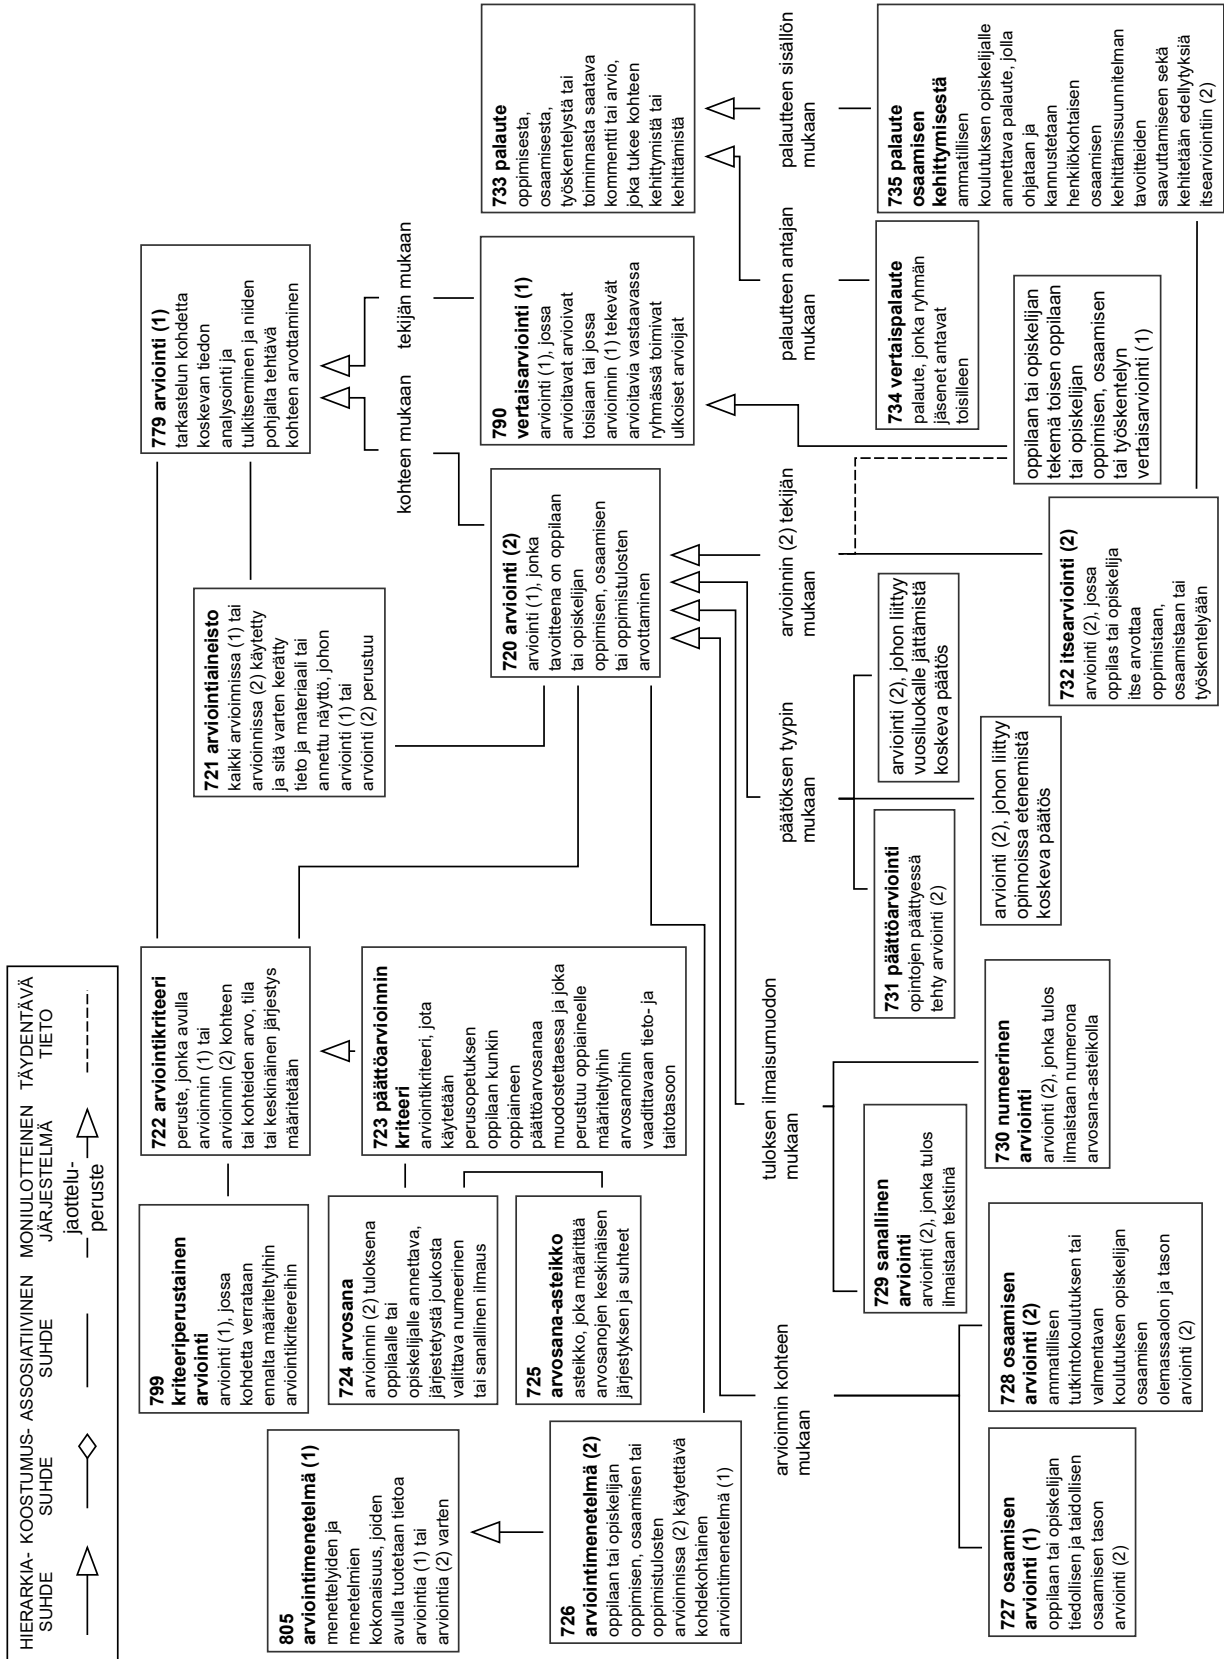 HIERARKIA-
SUHDE
KOOSTUMUS-
SUHDE
ASSOSIATIIVINEN
SUHDE
MONIULOTTEINEN
JÄRJESTELMÄ
jaottelu-
peruste
TÄYDENTÄVÄ
TIETO
779 arviointi (1)
tarkastelun kohdetta
koskevan tiedon
analysointi ja
tulkitseminen ja niiden
pohjalta tehtävä
kohteen arvottaminen
722 arviointikriteeri
peruste, jonka avulla
arvioinnin (1) tai
arvioinnin (2) kohteen
tai kohteiden arvo, tila
tai keskinäinen järjestys
määritetään
799
kriteeriperustainen
arviointi
arviointi (1), jossa
kohdetta verrataan
ennalta määriteltyihin
arviointikriteereihin
721 arviointiaineisto
kaikki arvioinnissa (1) tai
arvioinnissa (2) käytetty
ja sitä varten kerätty
tieto ja materiaali tai
annettu näyttö, johon
arviointi (1) tai
arviointi (2) perustuu
805
arviointimenetelmä (1)
menettelyiden ja
menetelmien
kokonaisuus, joiden
avulla tuotetaan tietoa
arviointia (1) tai
arviointia (2) varten
724 arvosana
arvioinnin (2) tuloksena
oppilaalle tai
opiskelijalle annettava,
järjestetystä joukosta
valittava numeerinen
tai sanallinen ilmaus
723 päättöarvioinnin
kriteeri
arviointikriteeri, jota
käytetään
perusopetuksen
oppilaan kunkin
oppiaineen
päättöarvosanaa
muodostettaessa ja joka
perustuu oppiaineelle
määriteltyihin
arvosanoihin
vaadittavaan tieto- ja
taitotasoon
kohteen mukaan
tekijän mukaan
725
arvosana-asteikko
asteikko, joka määrittää
arvosanojen keskinäisen
järjestyksen ja suhteet
726
arviointimenetelmä (2)
oppilaan tai opiskelijan
oppimisen, osaamisen tai
oppimistulosten
arvioinnissa (2) käytettävä
kohdekohtainen
arviointimenetelmä (1)
720 arviointi (2)
arviointi (1), jonka
tavoitteena on oppilaan
tai opiskelijan
oppimisen, osaamisen
tai oppimistulosten
arvottaminen
790
vertaisarviointi (1)
arviointi (1), jossa
arvioitavat arvioivat
toisiaan tai jossa
arvioinnin (1) tekevät
arvioitavia vastaavassa
ryhmässä toimivat
ulkoiset arvioijat
733 palaute
oppimisesta,
osaamisesta,
työskentelystä tai
toiminnasta saatava
kommentti tai arvio,
joka tukee kohteen
kehittymistä tai
kehittämistä
arvioinnin kohteen
mukaan
tuloksen ilmaisumuodon
mukaan
päätöksen tyypin
mukaan
arvioinnin (2) tekijän
mukaan
palautteen antajan
mukaan
palautteen sisällön
mukaan
729 sanallinen
arviointi
arviointi (2), jonka tulos
ilmaistaan tekstinä
731 päättöarviointi
opintojen päättyessä
tehty arviointi (2)
arviointi (2), johon liittyy
vuosiluokalle jättämistä
koskeva päätös
734 vertaispalaute
palaute, jonka ryhmän
jäsenet antavat
toisilleen
735 palaute
osaamisen
kehittymisestä
ammatillisen
koulutuksen opiskelijalle
annettava palaute, jolla
ohjataan ja
kannustetaan
henkilökohtaisen
osaamisen
kehittämissuunnitelman
tavoitteiden
saavuttamiseen sekä
kehitetään edellytyksiä
itsearviointiin (2)
727 osaamisen
arviointi (1)
oppilaan tai opiskelijan
tiedollisen ja taidollisen
osaamisen tason
arviointi (2)
728 osaamisen
arviointi (2)
ammatillisen
tutkintokoulutuksen tai
valmentavan
koulutuksen opiskelijan
osaamisen
olemassaolon ja tason
arviointi (2)
730 numeerinen
arviointi
arviointi (2), jonka tulos
ilmaistaan numerona
arvosana-asteikolla
arviointi (2), johon liittyy
opinnoissa etenemistä
koskeva päätös
732 itsearviointi (2)
arviointi (2), jossa
oppilas tai opiskelija
itse arvottaa
oppimistaan,
osaamistaan tai
työskentelyään
oppilaan tai opiskelijan
tekemä toisen oppilaan
tai opiskelijan
oppimisen, osaamisen
tai työskentelyn
vertaisarviointi (1)